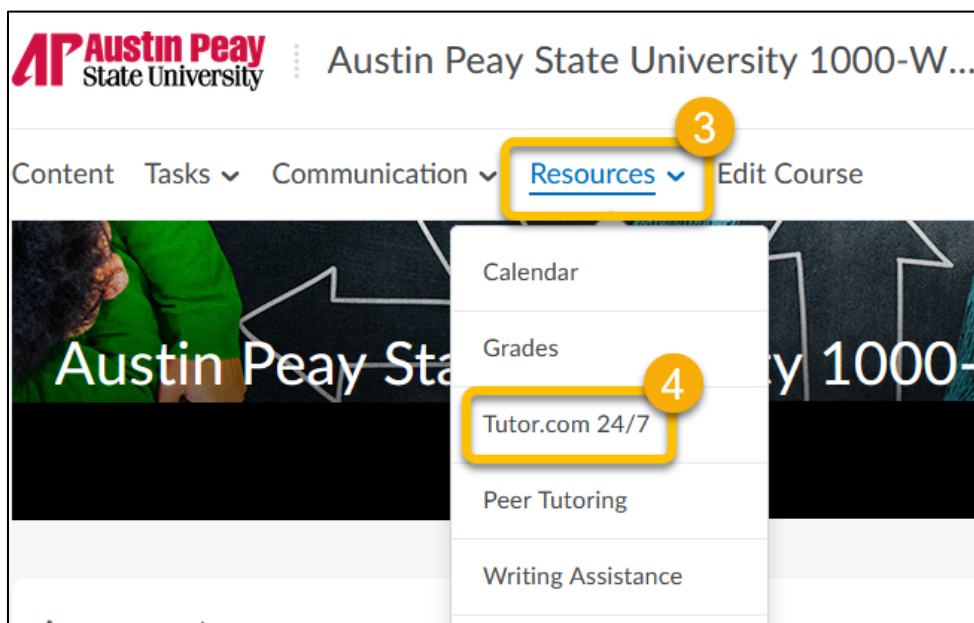 AP Austin Peay
State University
Austin Peay State University 1000-W...
3
Content Tasks Communication Resources Edit Course
Calendar
Grades
Austin Peay Sta y 1000-
4
Tutor.com 24/7
Peer Tutoring
Writing Assistance